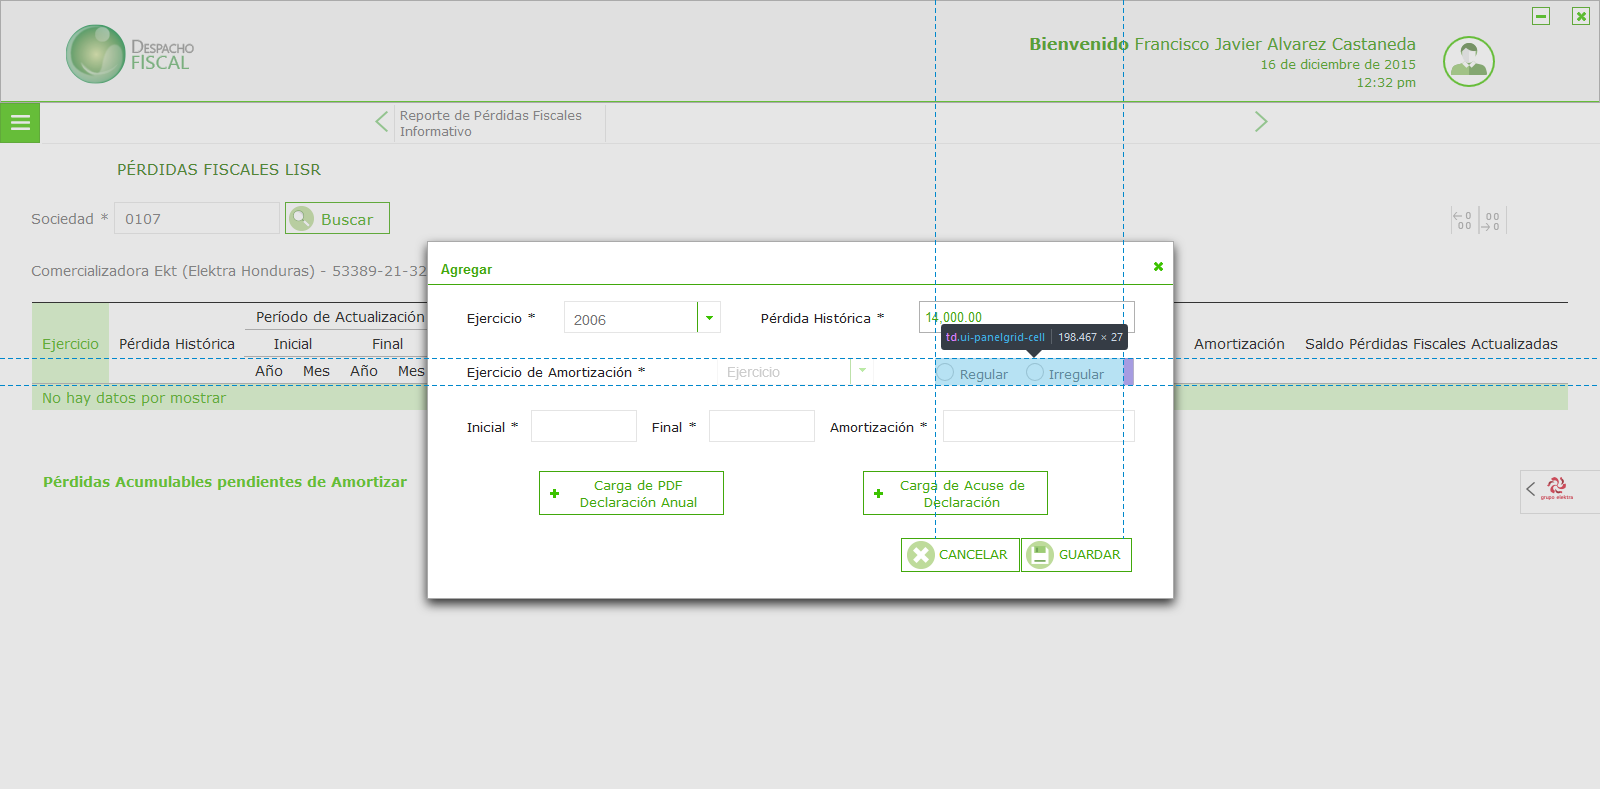 DESPACHO
FISCAL
Bienvenido Francisco Javier Alvarez Castaneda
16 de diciembre de 2015
12:32 pm
Reporte de Pérdidas Fiscales
Informativo
PÉRDIDAS FISCALES LISR
Sociedad * 0107 Buscar
←0 00
00 →0
Comercializadora Ekt (Elektra Honduras) - 53389-21-32
Agregar
Ejercicio * 2006 Pérdida Histórica * 14,000.00
td.ui-panelgrid-cell | 198.467 × 27
Período de Actualización
Ejercicio Pérdida Histórica Inicial Final Amortización Saldo Pérdidas Fiscales Actualizadas
Año Mes Año Mes
Ejercicio de Amortización * Ejercicio Regular Irregular
No hay datos por mostrar
Inicial * Final * Amortización *
Pérdidas Acumulables pendientes de Amortizar
Carga de PDF
Declaración Anual
Carga de Acuse de
Declaración
grupo elektra
CANCELAR GUARDAR